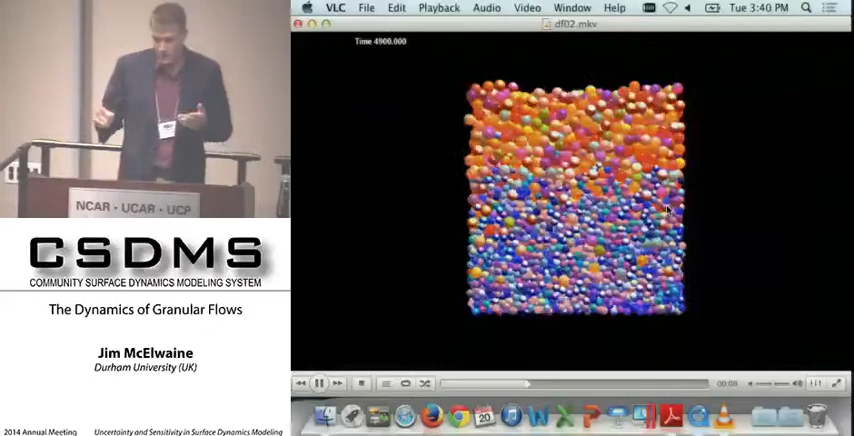 VLC File Edit Playback Audio Video Window Help Tue 3:40 PM
df02.mkv
Time 4900.000
NCAR · UCAR · UCP
CSDMS
COMMUNITY SURFACE DYNAMICS MODELING SYSTEM
The Dynamics of Granular Flows
Jim McElwaine
Durham University (UK)
00:08
20
2014 Annual Meeting Uncertainty and Sensitivity in Surface Dynamics Modeling